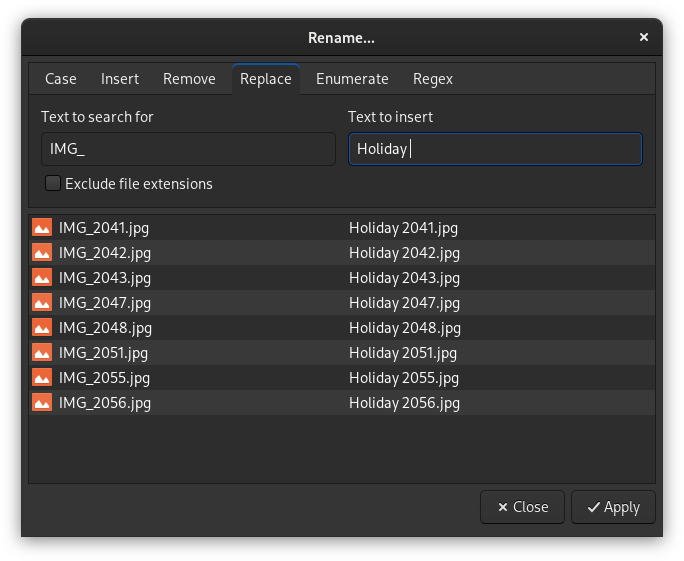 Rename...
Case Insert Remove Replace Enumerate Regex
Text to search for Text to insert
IMG_ Holiday
Exclude file extensions
IMG_2041.jpg Holiday 2041.jpg
IMG_2042.jpg Holiday 2042.jpg
IMG_2043.jpg Holiday 2043.jpg
IMG_2047.jpg Holiday 2047.jpg
IMG_2048.jpg Holiday 2048.jpg
IMG_2051.jpg Holiday 2051.jpg
IMG_2055.jpg Holiday 2055.jpg
IMG_2056.jpg Holiday 2056.jpg
Close Apply